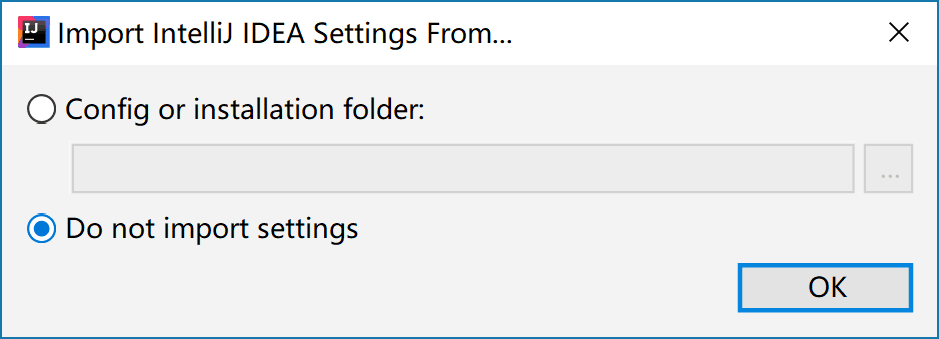 IJ
Import IntelliJ IDEA Settings From...
Config or installation folder:
...
Do not import settings
OK